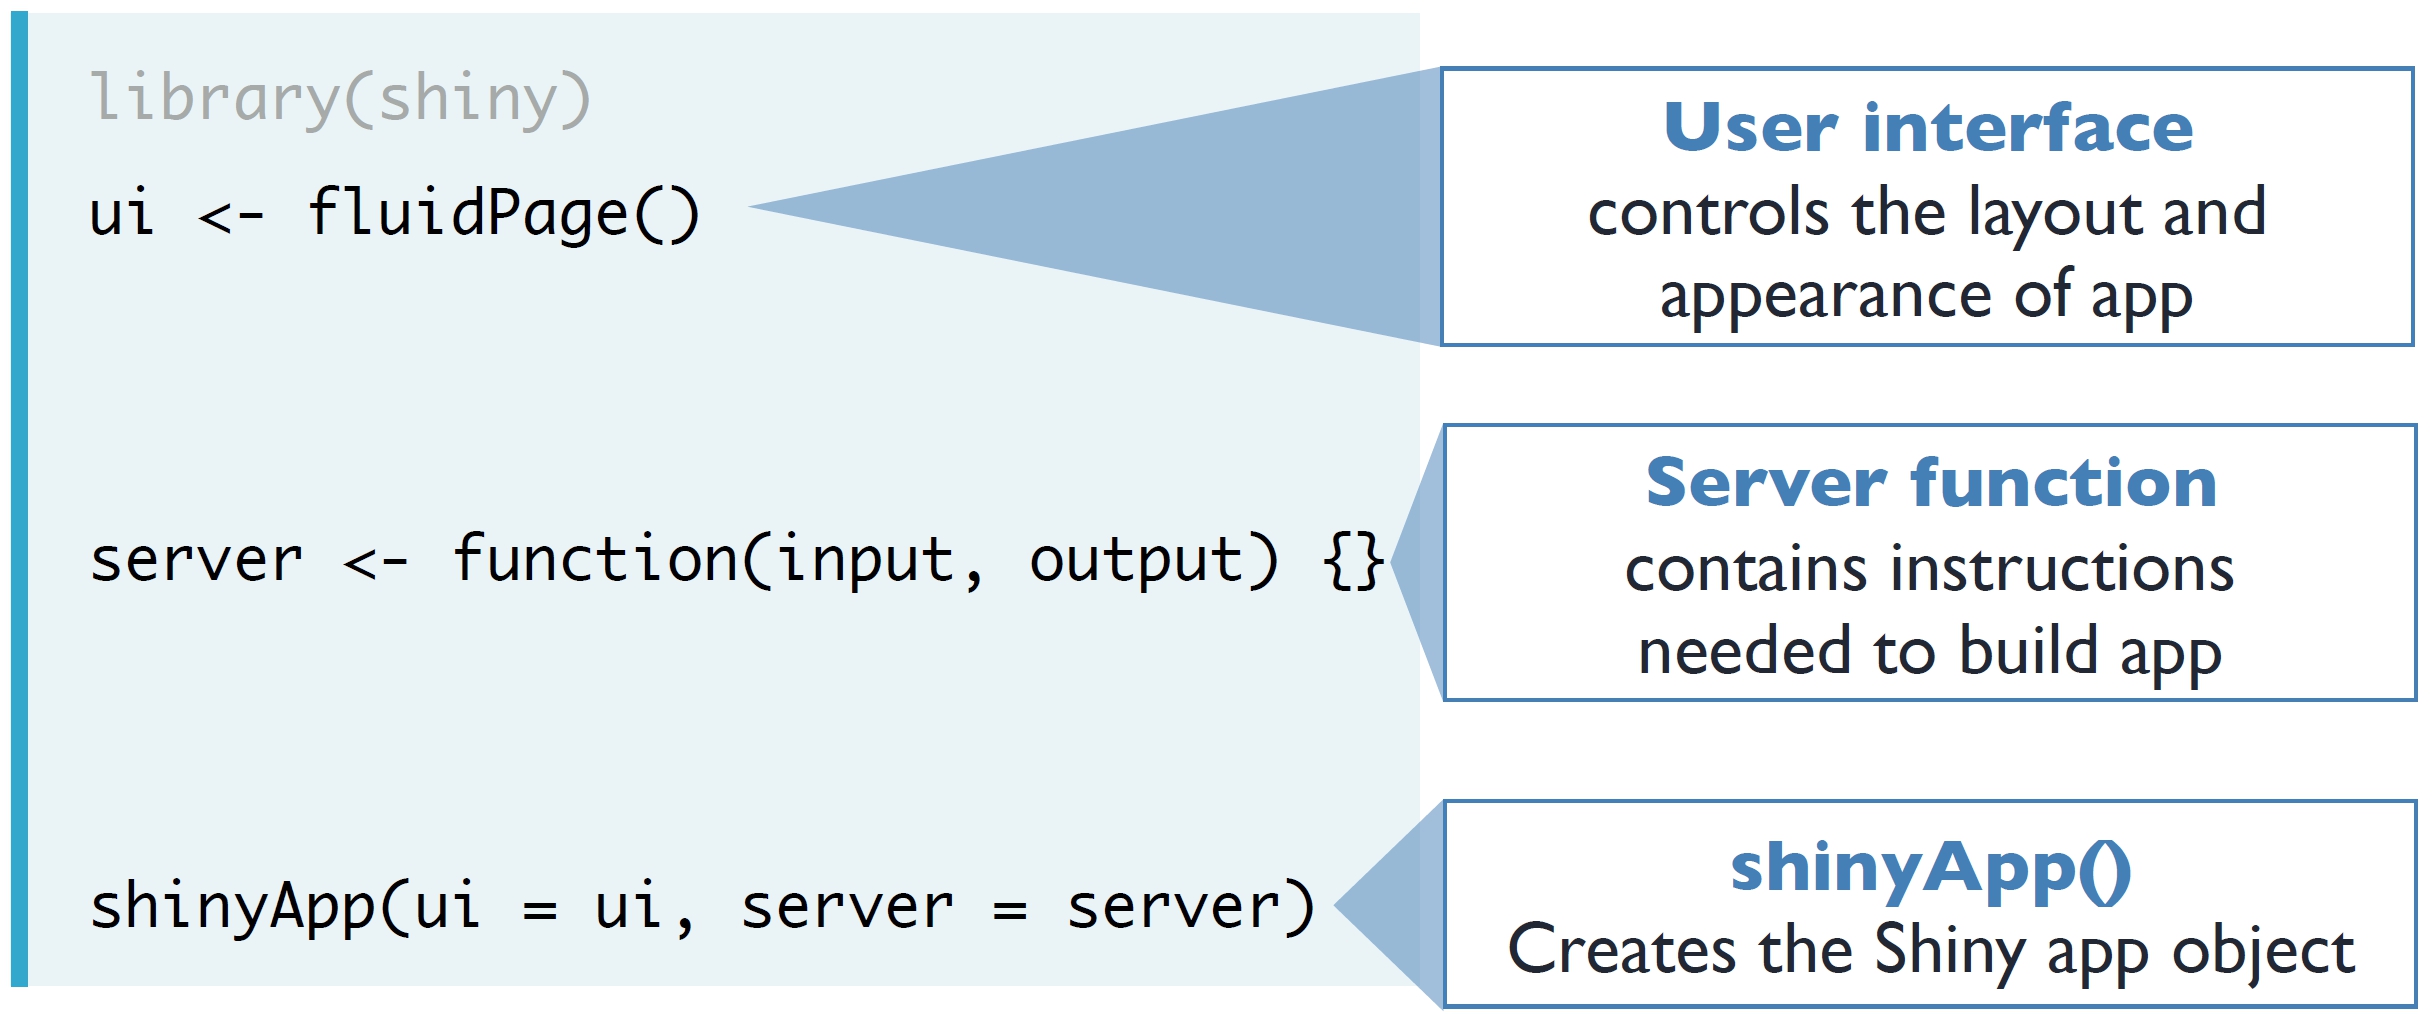 library(shiny)
ui <- fluidPage()
User interface
controls the layout and
appearance of app
server <- function(input, output) {}
Server function
contains instructions
needed to build app
shinyApp(ui = ui, server = server)
shinyApp()
Creates the Shiny app object